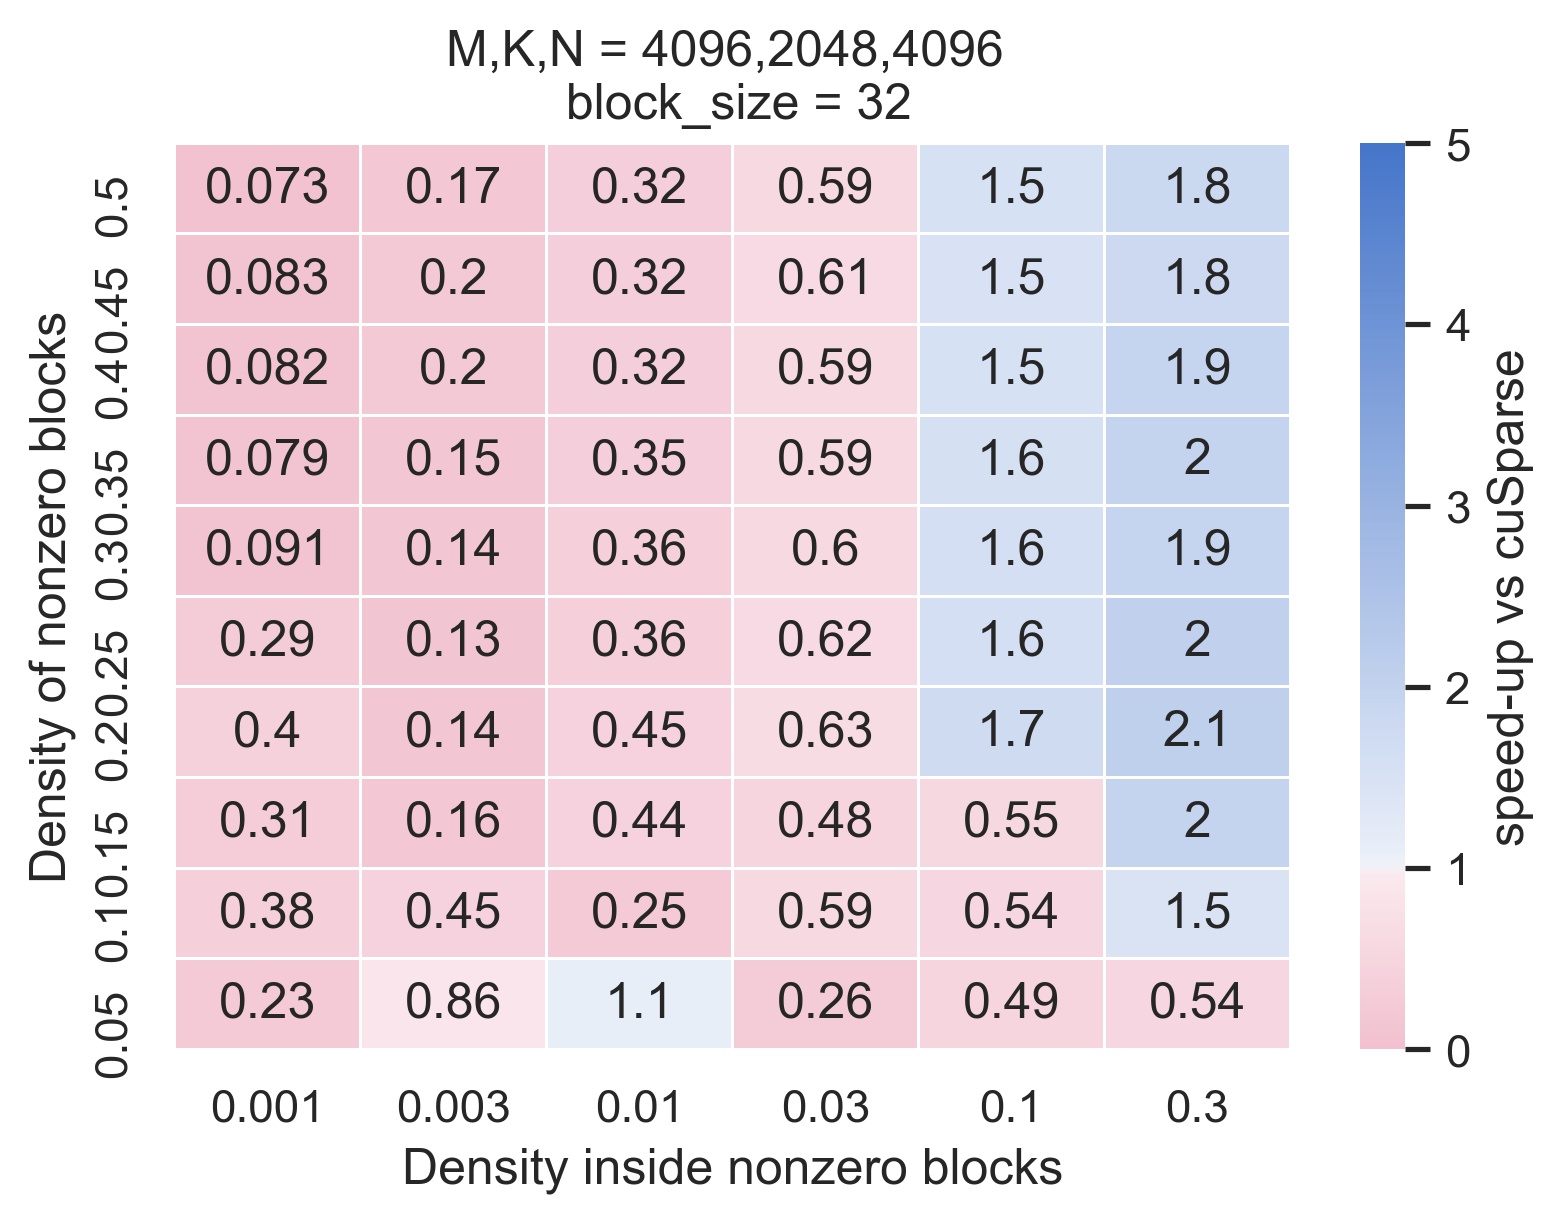 M,K,N = 4096,2048,4096
block_size = 32
0.5 0.073 0.17 0.32 0.59 1.5 1.8
0.45 0.083 0.2 0.32 0.61 1.5 1.8
0.4 0.082 0.2 0.32 0.59 1.5 1.9
0.35 0.079 0.15 0.35 0.59 1.6 2
0.3 0.091 0.14 0.36 0.6 1.6 1.9
0.25 0.29 0.13 0.36 0.62 1.6 2
0.2 0.4 0.14 0.45 0.63 1.7 2.1
0.15 0.31 0.16 0.44 0.48 0.55 2
0.1 0.38 0.45 0.25 0.59 0.54 1.5
0.05 0.23 0.86 1.1 0.26 0.49 0.54
0.001 0.003 0.01 0.03 0.1 0.3
Density inside nonzero blocks
Density of nonzero blocks
5
4
3
2
1
0
speed-up vs cuSparse